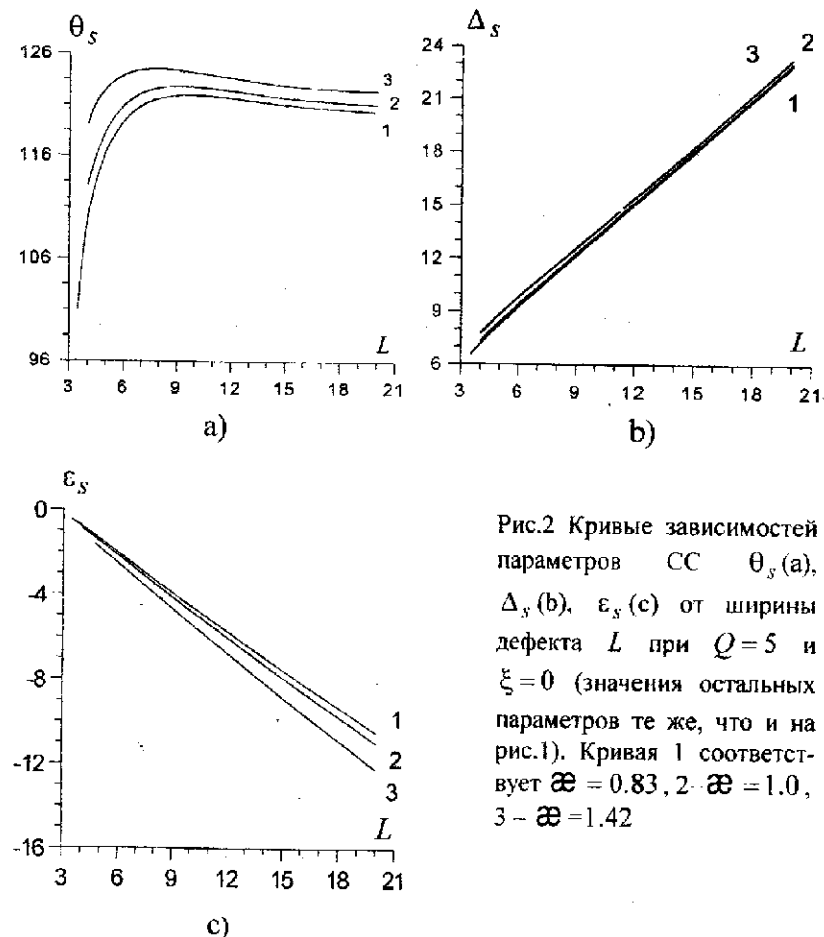 θs
126
116
106
96
3 6 9 12 15 18 21
L
3
2
1
a)
Δs
24
21
18
15
12
9
6
3 6 9 12 15 18 21
L
3 2
1
b)
εs
0
-4
-8
-12
-16
3 6 9 12 15 18 21
L
1
2
3
c)
Рис.2 Кривые зависимостей
параметров СС θs (a),
Δs (b), εs (c) от ширины
дефекта L при Q = 5 и
ξ = 0 (значения остальных
параметров те же, что и на
рис.1). Кривая 1 соответст-
вует æ = 0.83 , 2 - æ = 1.0 ,
3 – æ =1.42